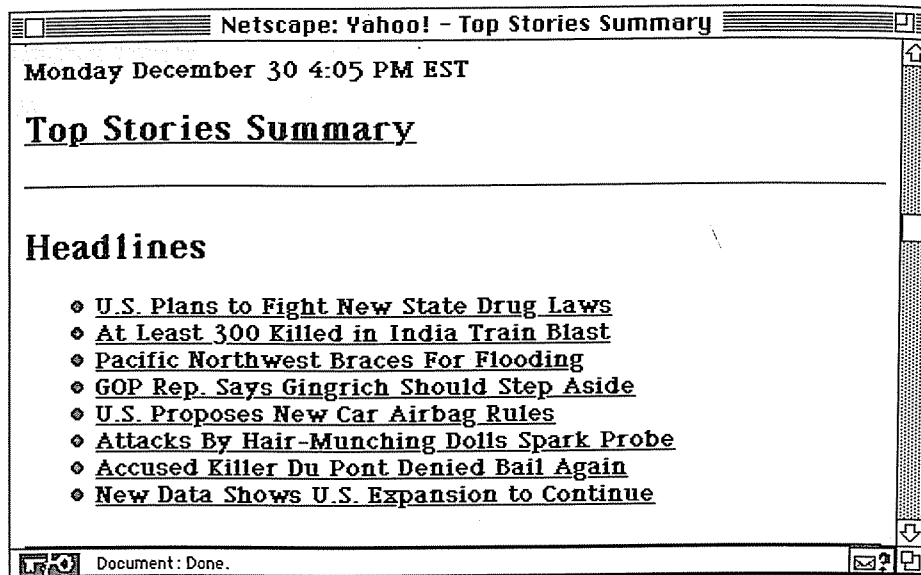 Netscape: Yahoo! - Top Stories Summary
Monday December 30 4:05 PM EST
Top Stories Summary
Headlines
U.S. Plans to Fight New State Drug Laws
At Least 300 Killed in India Train Blast
Pacific Northwest Braces For Flooding
GOP Rep. Says Gingrich Should Step Aside
U.S. Proposes New Car Airbag Rules
Attacks By Hair-Munching Dolls Spark Probe
Accused Killer Du Pont Denied Bail Again
New Data Shows U.S. Expansion to Continue
Document: Done.